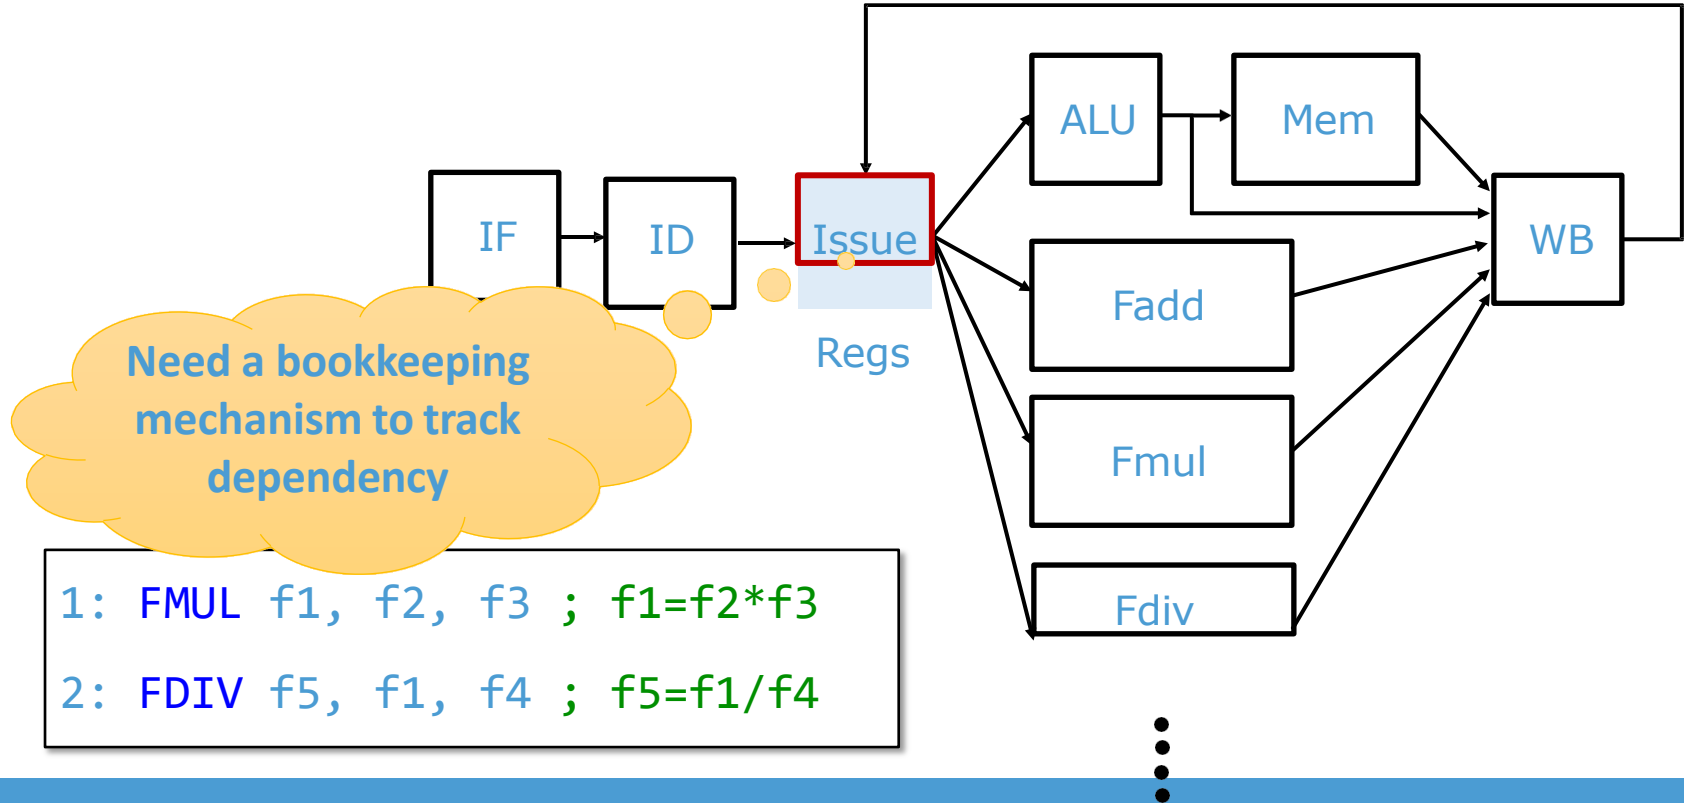 ALU
Mem
IF
ID
Issue
WB
Fadd
Regs
Need a bookkeeping
mechanism to track
dependency
Fmul
1: FMUL f1, f2, f3 ; f1=f2*f3
Fdiv
2: FDIV f5, f1, f4 ; f5=f1/f4